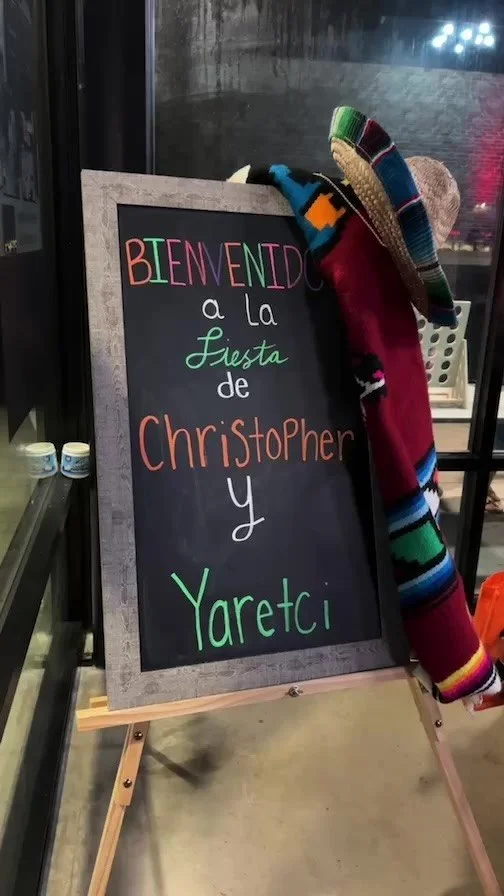 BIENVENIDO
a la
fiesta
de
Christopher
y
Yaretci